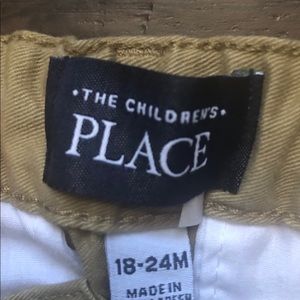 ·THE CHILDREN'S·
PLACE
18-24M
MADE IN